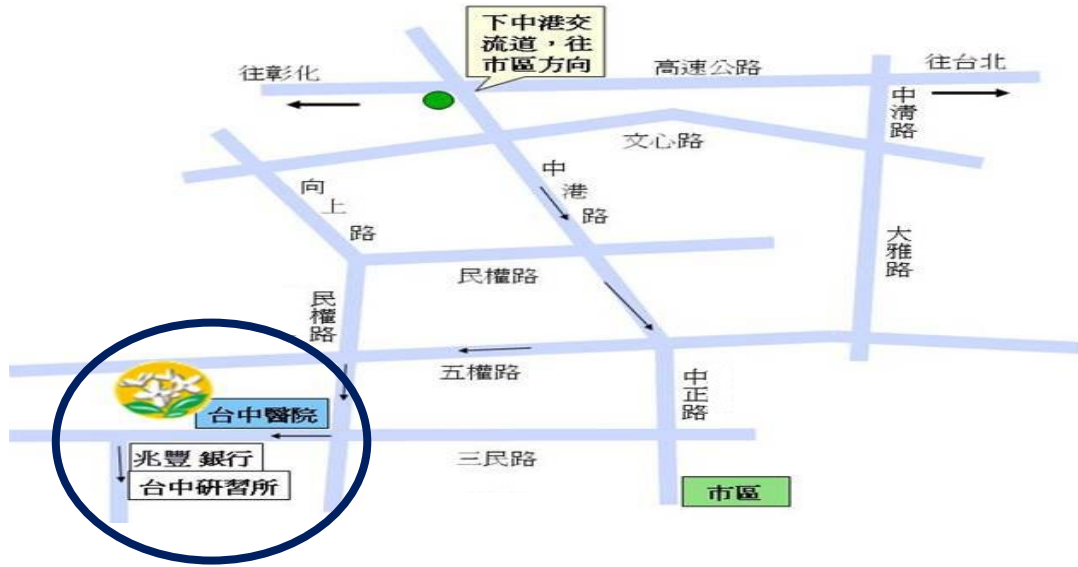 下中港交
流道，往
市區方向
往彰化
高速公路
往台北
中清路
文心路
中港路
向上路
大雅路
民權路
民權路
五權路
中正路
台中醫院
三民路
兆豐 銀行
台中研習所
市區